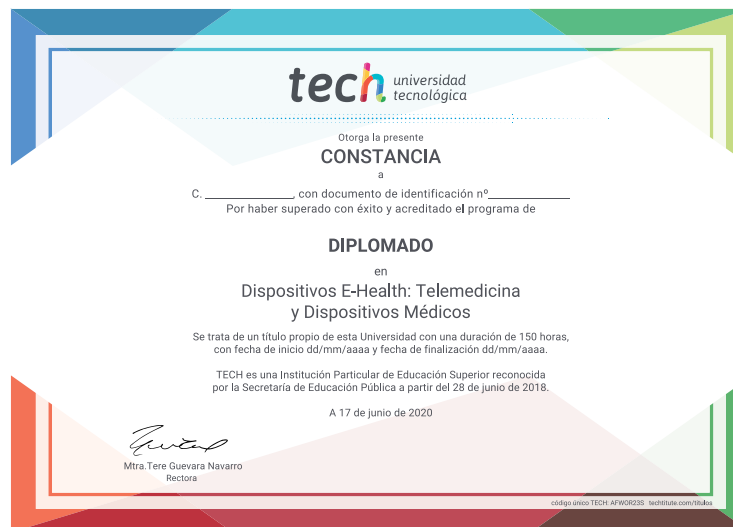 tech universidad
tecnológica
Otorga la presente
CONSTANCIA
a
C. ______________, con documento de identificación nº______________
Por haber superado con éxito y acreditado el programa de
DIPLOMADO
en
Dispositivos E-Health: Telemedicina
y Dispositivos Médicos
Se trata de un título propio de esta Universidad con una duración de 150 horas,
con fecha de inicio dd/mm/aaaa y fecha de finalización dd/mm/aaaa.
TECH es una Institución Particular de Educación Superior reconocida
por la Secretaría de Educación Pública a partir del 28 de junio de 2018.
A 17 de junio de 2020
Mtra.Tere Guevara Navarro
Rectora
código único TECH: AFWOR23S techtitute.com/títulos